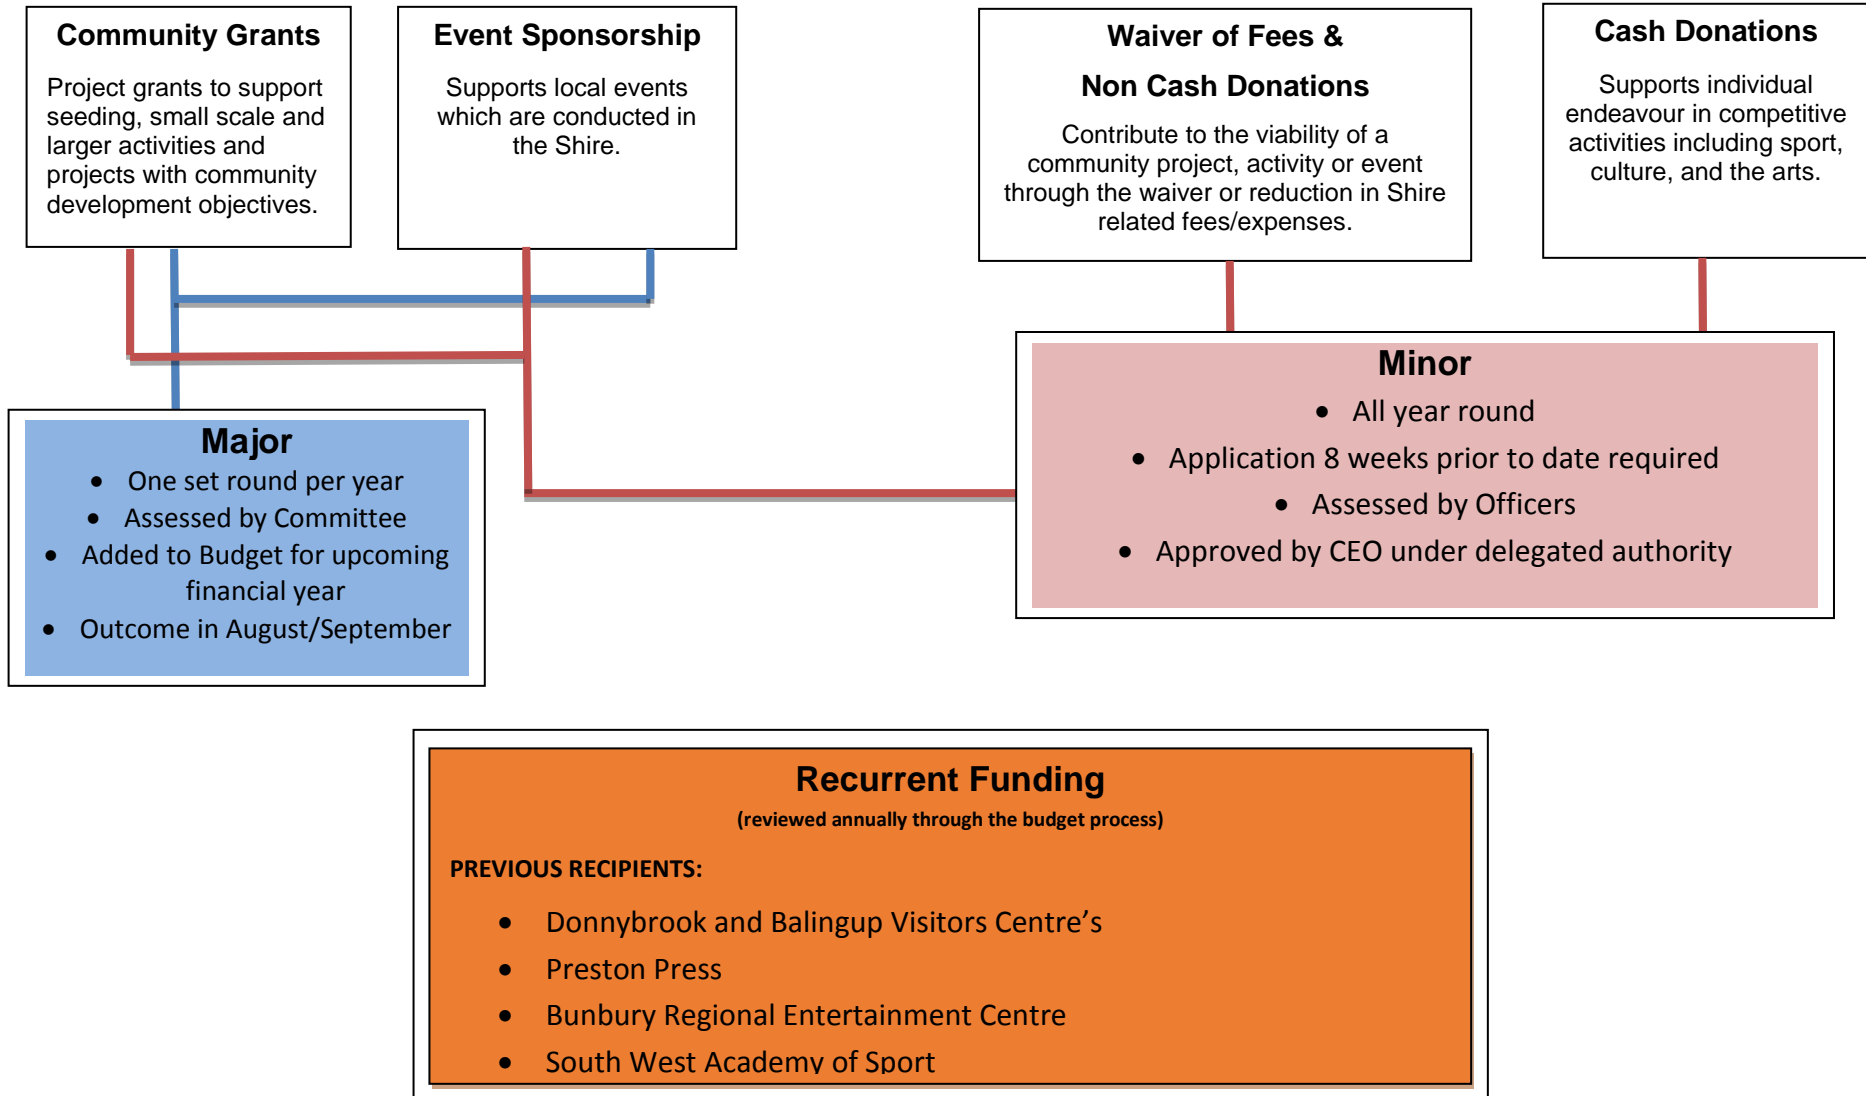 Community Grants
Project grants to support
seeding, small scale and
larger activities and
projects with community
development objectives.
Event Sponsorship
Supports local events
which are conducted in
the Shire.
Waiver of Fees &
Non Cash Donations
Contribute to the viability of a
community project, activity or event
through the waiver or reduction in Shire
related fees/expenses.
Cash Donations
Supports individual
endeavour in competitive
activities including sport,
culture, and the arts.
Major
• One set round per year
• Assessed by Committee
• Added to Budget for upcoming
financial year
• Outcome in August/September
Minor
• All year round
• Application 8 weeks prior to date required
• Assessed by Officers
• Approved by CEO under delegated authority
Recurrent Funding
(reviewed annually through the budget process)
PREVIOUS RECIPIENTS:
• Donnybrook and Balingup Visitors Centre’s
• Preston Press
• Bunbury Regional Entertainment Centre
• South West Academy of Sport